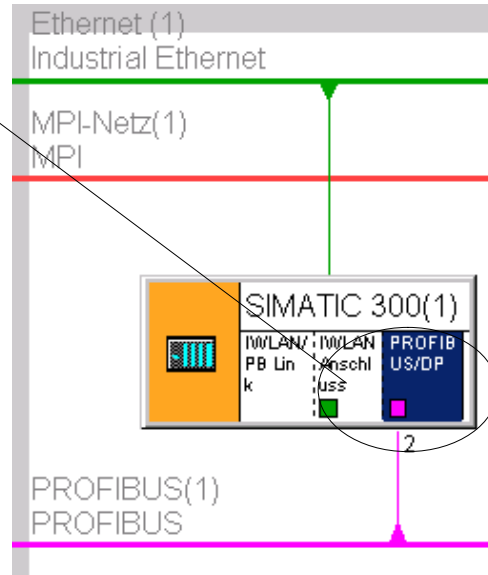 Ethernet (1)
Industrial Ethernet
MPI-Netz(1)
MPI
SIMATIC 300(1)
IWLAN/
PB Lin
k
IWLAN
Anschl
uss
PROFIB
US/DP
2
PROFIBUS(1)
PROFIBUS